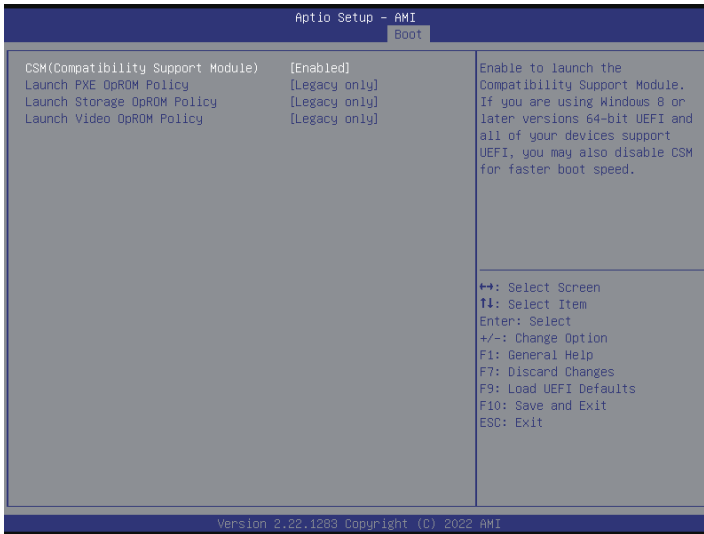 Aptio Setup – AMI
Boot
CSM(Compatibility Support Module) [Enabled]
Launch PXE OpROM Policy [Legacy only]
Launch Storage OpROM Policy [Legacy only]
Launch Video OpROM Policy [Legacy only]
Enable to launch the
Compatibility Support Module.
If you are using Windows 8 or
later versions 64-bit UEFI and
all of your devices support
UEFI, you may also disable CSM
for faster boot speed.
↔: Select Screen
↑↓: Select Item
Enter: Select
+/-: Change Option
F1: General Help
F7: Discard Changes
F9: Load UEFI Defaults
F10: Save and Exit
ESC: Exit
Version 2.22.1283 Copyright (C) 2022 AMI